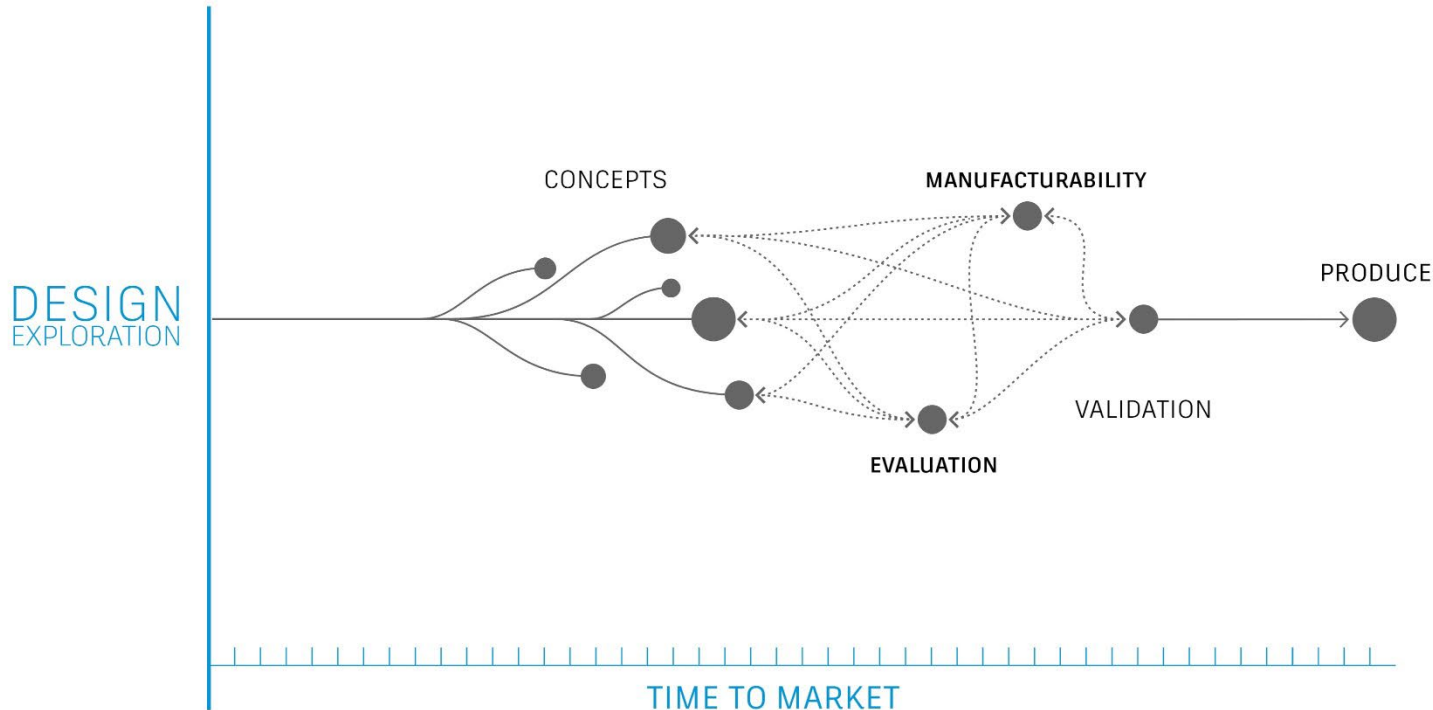 CONCEPTS
MANUFACTURABILITY
PRODUCE
DESIGN
EXPLORATION
VALIDATION
EVALUATION
TIME TO MARKET